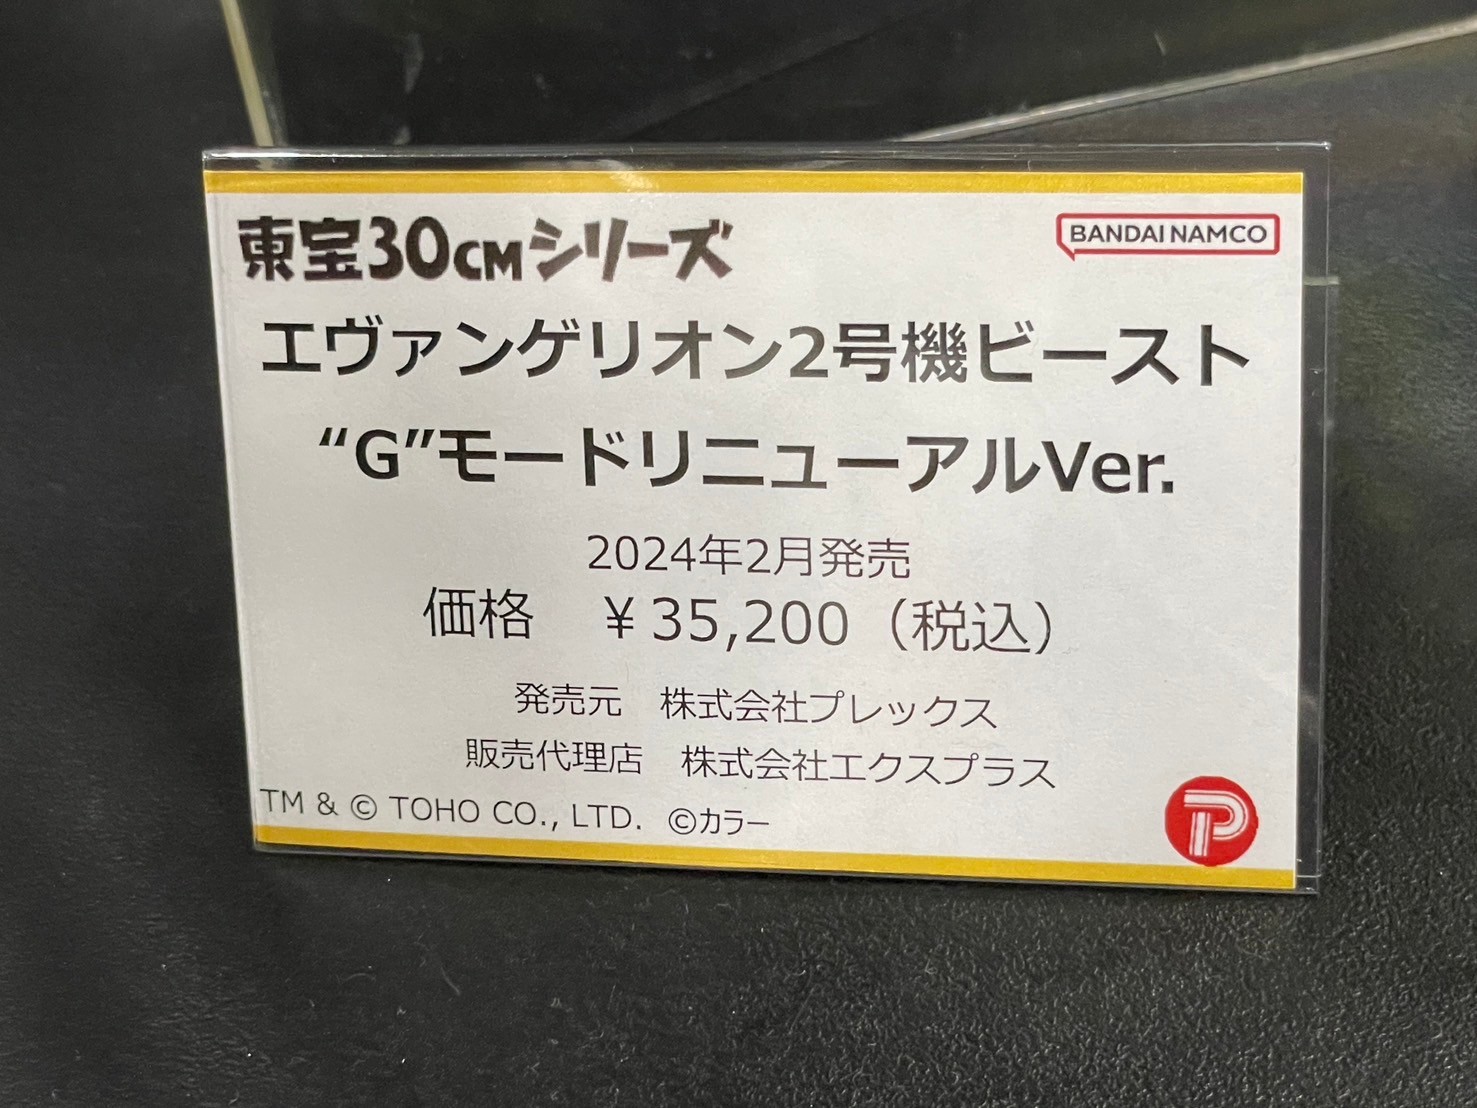 東宝30cmシリーズ
BANDAI NAMCO
エヴァンゲリオン2号機ビースト
“G”モードリニューアルVer.
2024年2月発売
価格　￥35,200（税込）
発売元　株式会社プレックス
販売代理店　株式会社エクスプラス
TM & © TOHO CO., LTD.  ©カラー
P